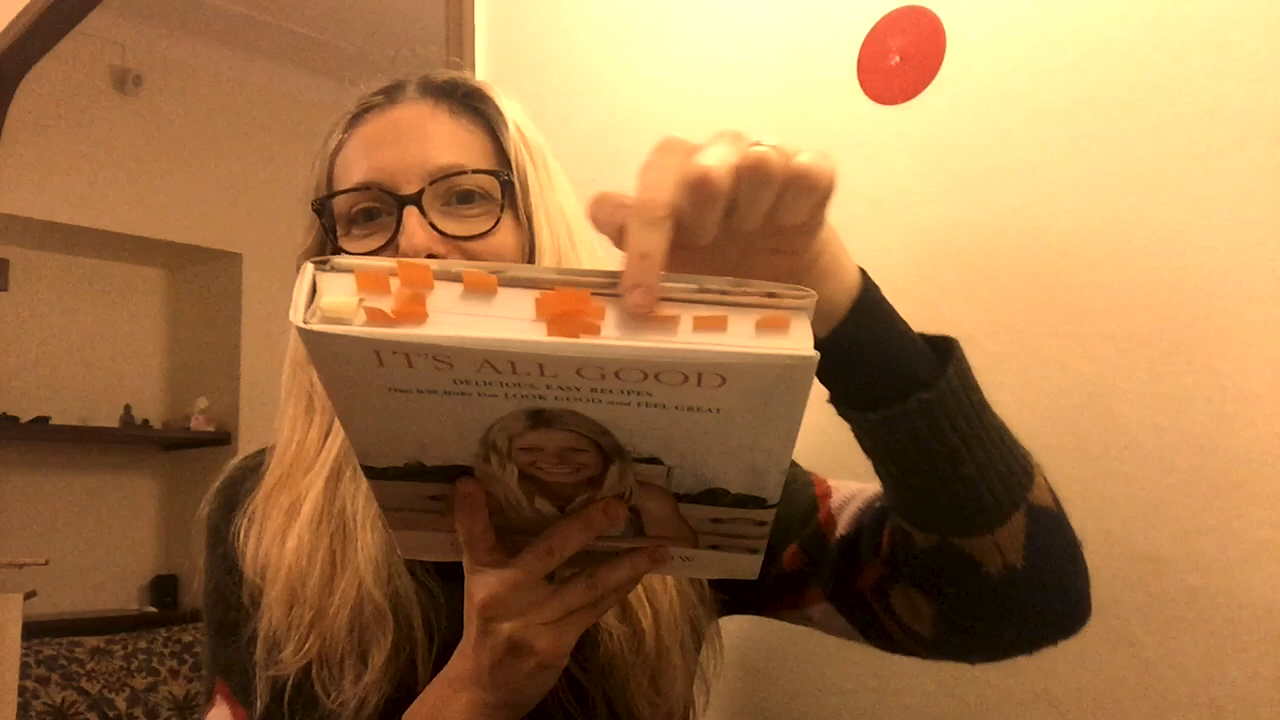 IT'S ALL GOOD
DELICIOUS, EASY RECIPES
That Will Make You LOOK GOOD and FEEL GREAT